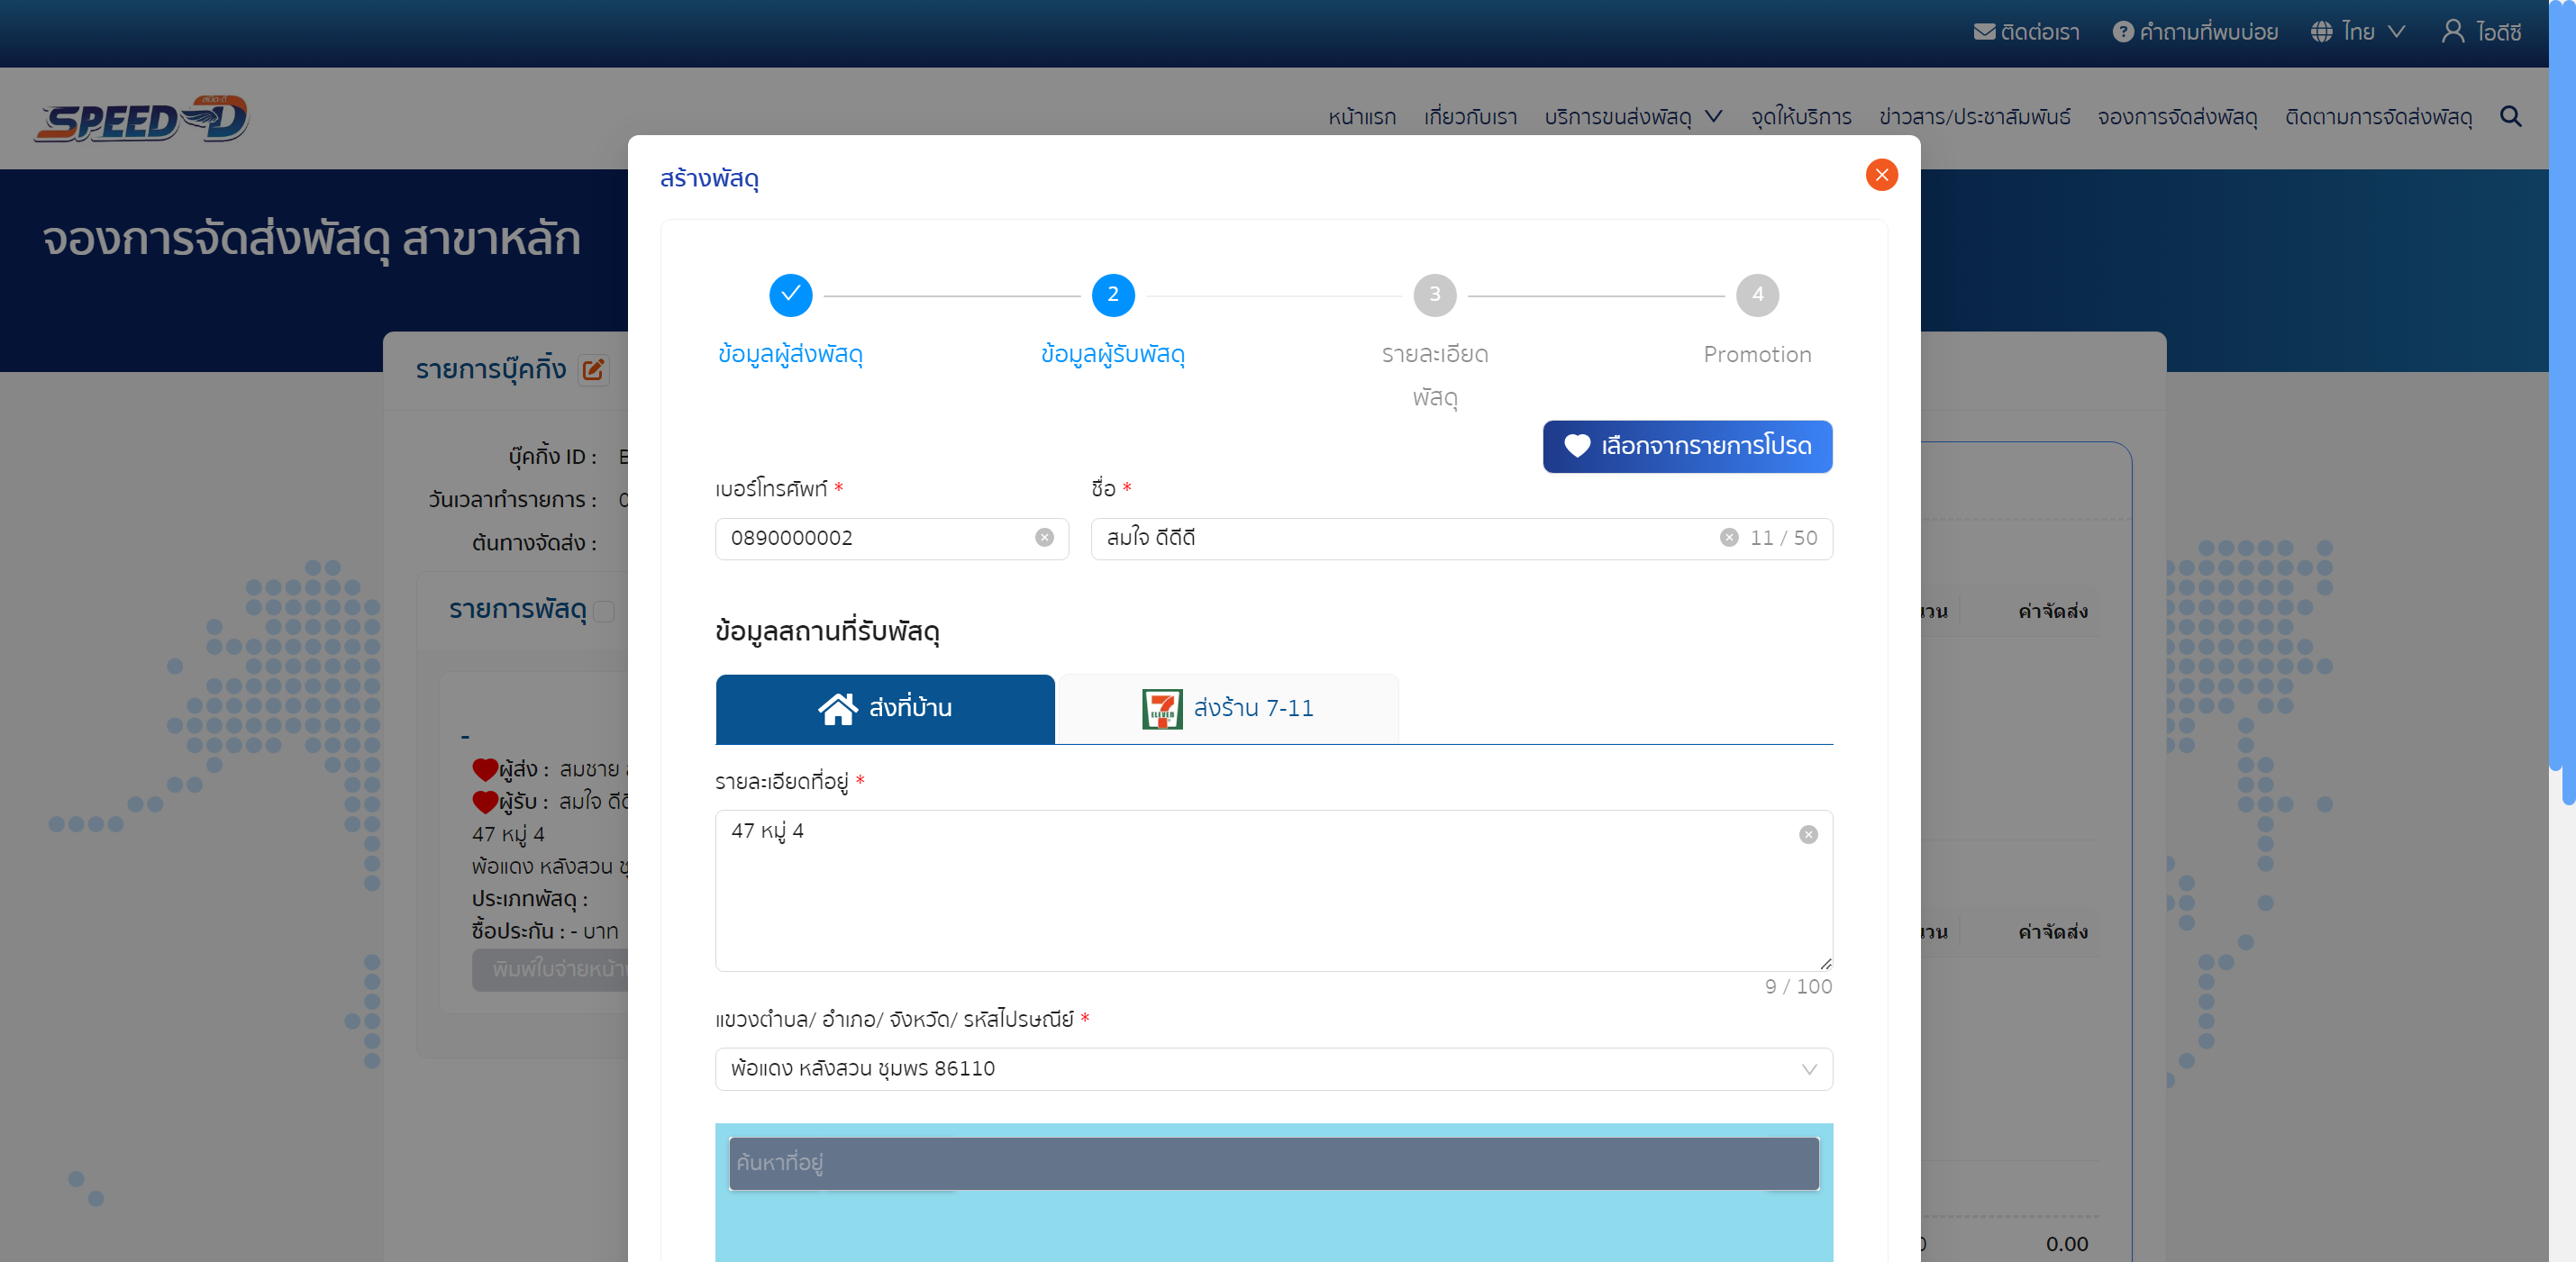 ติดต่อเรา คำถามที่พบบ่อย ไทย ไอดีซี
SPEED-D สปีด-ดี
หน้าแรก เกี่ยวกับเรา บริการขนส่งพัสดุ จุดให้บริการ ข่าวสาร/ประชาสัมพันธ์ จองการจัดส่งพัสดุ ติดตามการจัดส่งพัสดุ
จองการจัดส่งพัสดุ สาขาหลัก
รายการบุ๊คกิ้ง
บุ๊คกิ้ง ID :
วันเวลาทำรายการ :
ต้นทางจัดส่ง :
รายการพัสดุ
-
ผู้ส่ง : สมชาย
ผู้รับ : สมใจ
47 หมู่ 4
พ้อแดง หลังสวน
ประเภทพัสดุ :
ซื้อประกัน : - บาท
สร้างพัสดุ
2 3 4
ข้อมูลผู้ส่งพัสดุ ข้อมูลผู้รับพัสดุ รายละเอียด Promotion
พัสดุ
เลือกจากรายการโปรด
เบอร์โทรศัพท์ * ชื่อ *
0890000002 สมใจ ดีดีดี 11 / 50
ข้อมูลสถานที่รับพัสดุ
ส่งที่บ้าน 7 ELEVEN ส่งร้าน 7-11
รายละเอียดที่อยู่ *
47 หมู่ 4
9 / 100
แขวงตำบล/ อำเภอ/ จังหวัด/ รหัสไปรษณีย์ *
พ้อแดง หลังสวน ชุมพร 86110
ค้นหาที่อยู่
ค่าจัดส่ง
ค่าจัดส่ง
0.00